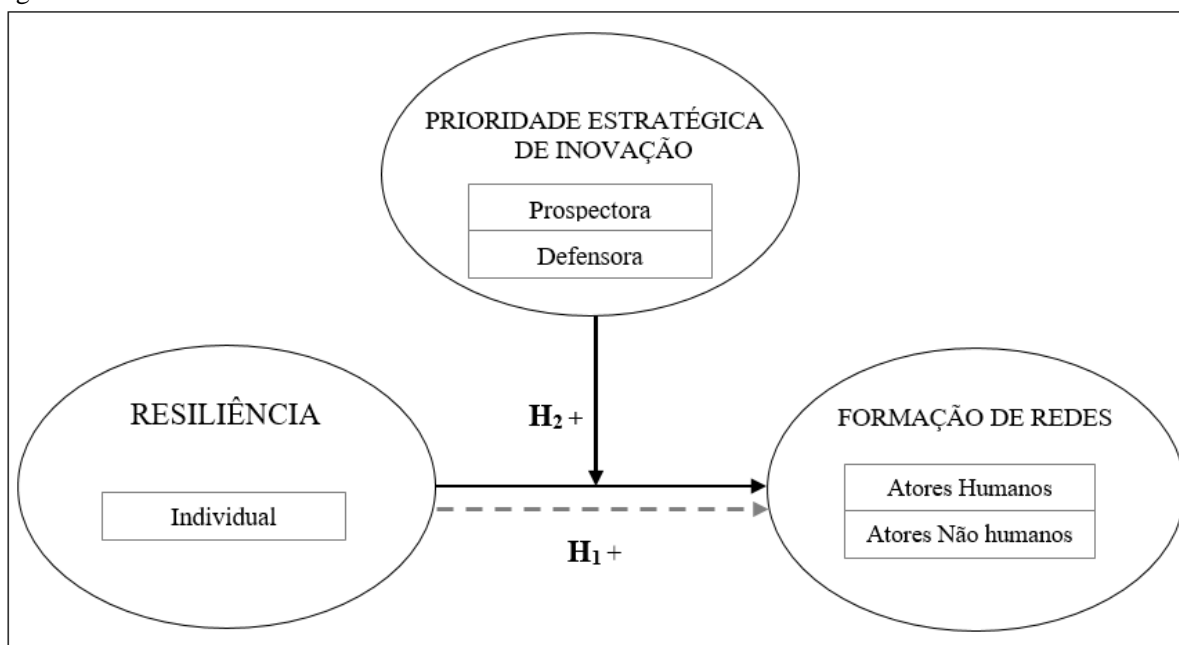 PRIORIDADE ESTRATÉGICA
DE INOVAÇÃO
Prospectora
Defensora
RESILIÊNCIA
Individual
H₂ +
H₁ +
FORMAÇÃO DE REDES
Atores Humanos
Atores Não humanos